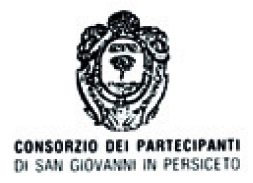 CONSORZIO DEI PARTECIPANTI
DI SAN GIOVANNI IN PERSICETO